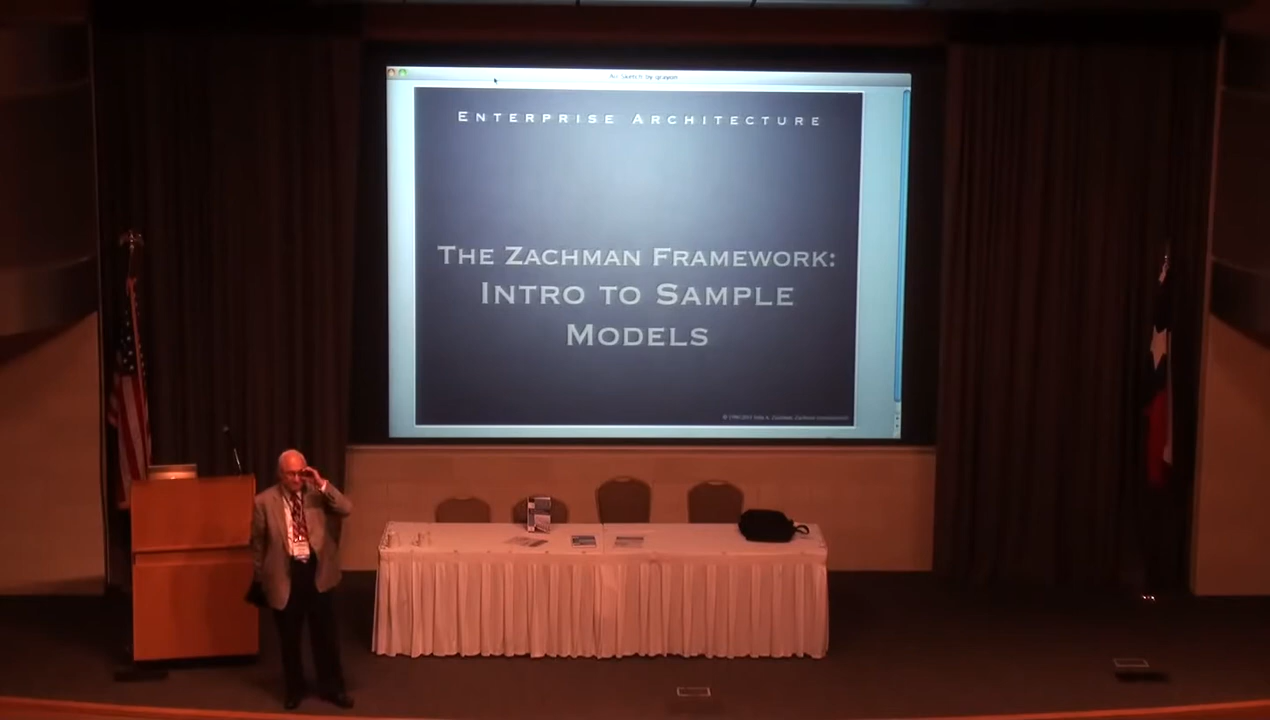 ENTERPRISE ARCHITECTURE
THE ZACHMAN FRAMEWORK:
INTRO TO SAMPLE
MODELS